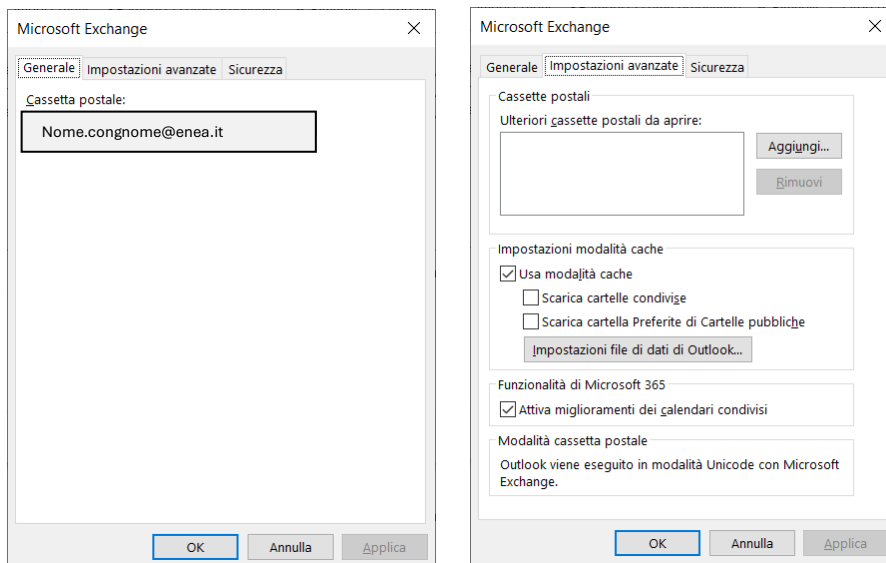 Microsoft Exchange
Generale Impostazioni avanzate Sicurezza
Cassetta postale:
Nome.congnome@enea.it
OK Annulla Applica
Microsoft Exchange
Generale Impostazioni avanzate Sicurezza
Cassette postali
Ulteriori cassette postali da aprire:
Aggiungi...
Rimuovi
Impostazioni modalità cache
Usa modalità cache
Scarica cartelle condivise
Scarica cartella Preferite di Cartelle pubbliche
Impostazioni file di dati di Outlook...
Funzionalità di Microsoft 365
Attiva miglioramenti dei calendari condivisi
Modalità cassetta postale
Outlook viene eseguito in modalità Unicode con Microsoft
Exchange.
OK Annulla Applica